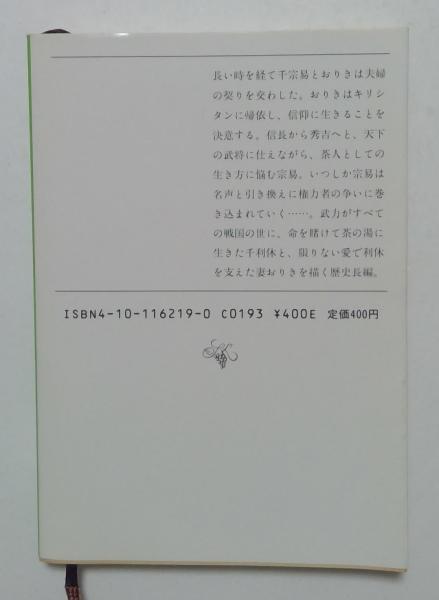 長い時を経て千宗易とおりきは夫婦
の契りを交わした。おりきはキリシ
タンに帰依し、信仰に生きることを
決意する。信長から秀吉へと、天下
の武将に仕えながら、茶人としての
生き方に悩む宗易。いつしか宗易は
名声と引き換えに権力者の争いに巻
き込まれていく……。武力がすべて
の戦国の世に、命を賭けて茶の湯に
生きた千利休と、限りない愛で利休
を支えた妻おりきを描く歴史長編。
ISBN4-10-116219-0 C0193 ¥400E 定価400円